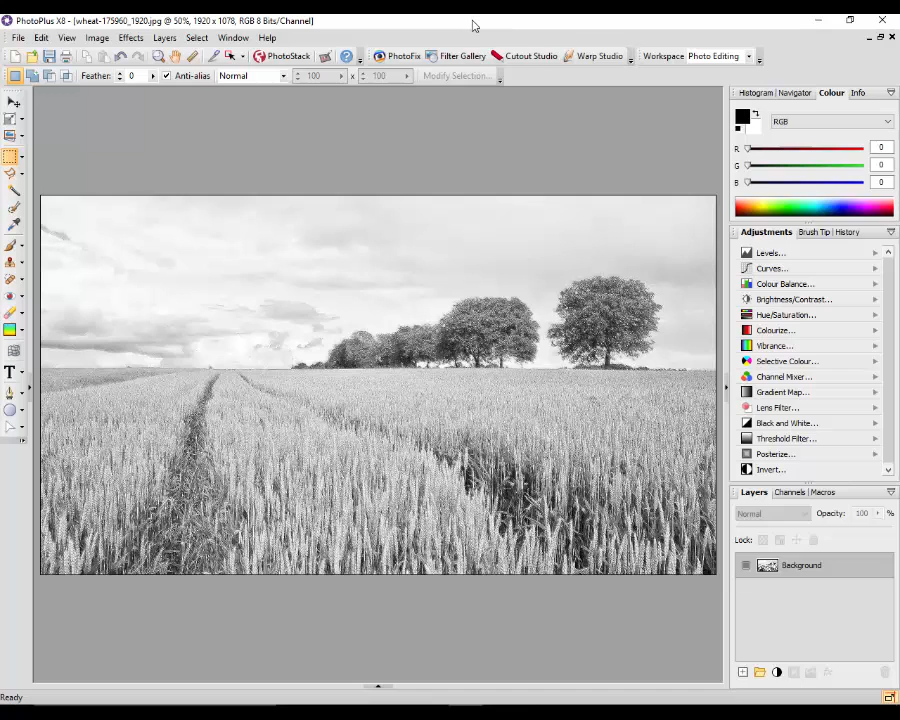 PhotoPlus X8 - [wheat-175960_1920.jpg @ 50%, 1920 x 1078, RGB 8 Bits/Channel]
File Edit View Image Effects Layers Select Window Help
PhotoStack PhotoFix Filter Gallery Cutout Studio Warp Studio Workspace Photo Editing
Feather: 0 Anti-alias Normal 100 x 100 Modify Selection...
Histogram Navigator Colour Info
RGB
R 0
G 0
B 0
Adjustments Brush Tip History
Levels...
Curves...
Colour Balance...
Brightness/Contrast...
Hue/Saturation...
Colourize...
Vibrance...
Selective Colour...
Channel Mixer...
Gradient Map...
Lens Filter...
Black and White...
Threshold Filter...
Posterize...
Invert...
Layers Channels Macros
Normal Opacity: 100 %
Lock:
Background
Ready